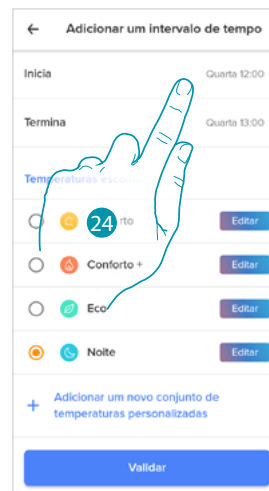 Adicionar um intervalo de tempo
Inicia Quarta 12:00
Termina Quarta 13:00
Temperaturas
24 rto Editar
Conforto + Editar
Eco Editar
Noite Editar
+ Adicionar um novo conjunto de
temperaturas personalizadas
Validar